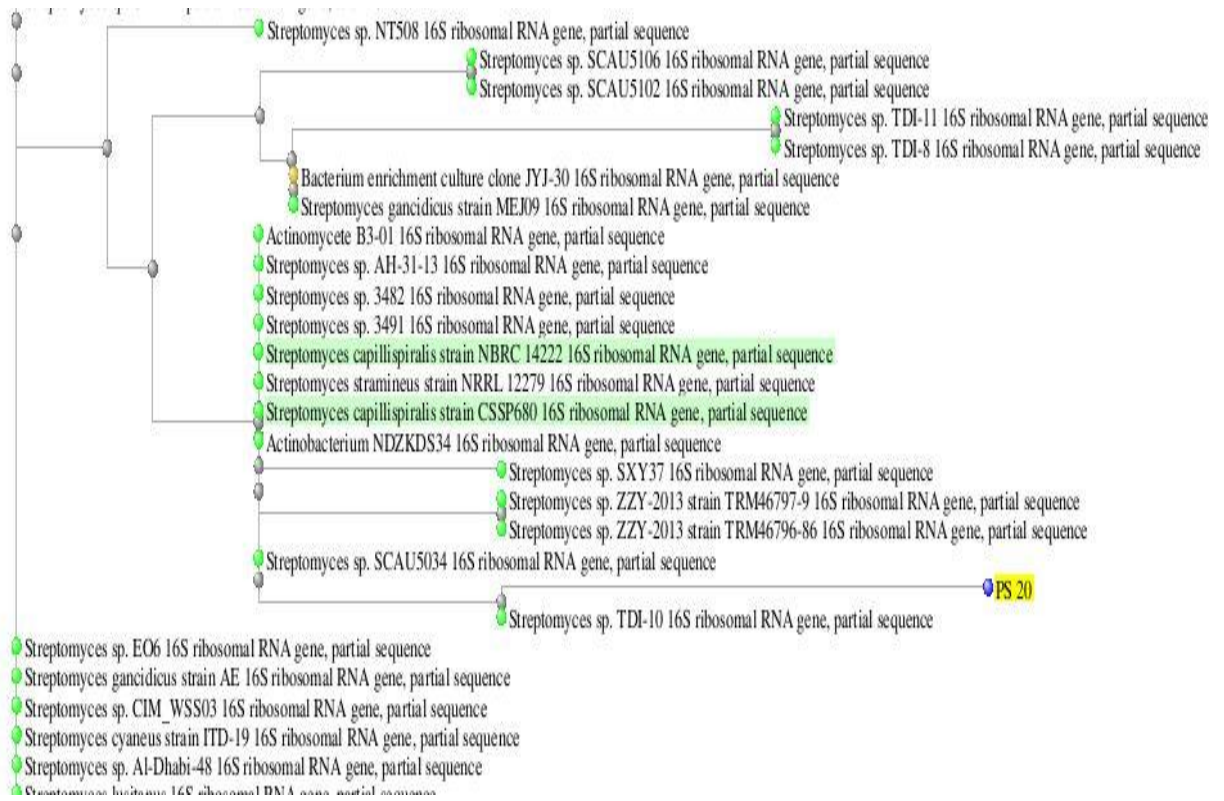 Streptomyces sp. NT508 16S ribosomal RNA gene, partial sequence
Streptomyces sp. SCAU5106 16S ribosomal RNA gene, partial sequence
Streptomyces sp. SCAU5102 16S ribosomal RNA gene, partial sequence
Streptomyces sp. TDI-11 16S ribosomal RNA gene, partial sequence
Streptomyces sp. TDI-8 16S ribosomal RNA gene, partial sequence
Bacterium enrichment culture clone JYJ-30 16S ribosomal RNA gene, partial sequence
Streptomyces gancidicus strain MEJ09 16S ribosomal RNA gene, partial sequence
Actinomycete B3-01 16S ribosomal RNA gene, partial sequence
Streptomyces sp. AH-31-13 16S ribosomal RNA gene, partial sequence
Streptomyces sp. 3482 16S ribosomal RNA gene, partial sequence
Streptomyces sp. 3491 16S ribosomal RNA gene, partial sequence
Streptomyces capillispiralis strain NBRC 14222 16S ribosomal RNA gene, partial sequence
Streptomyces stramineus strain NRRL 12279 16S ribosomal RNA gene, partial sequence
Streptomyces capillispiralis strain CSSP680 16S ribosomal RNA gene, partial sequence
Actinobacterium NDZKDS34 16S ribosomal RNA gene, partial sequence
Streptomyces sp. SXY37 16S ribosomal RNA gene, partial sequence
Streptomyces sp. ZZY-2013 strain TRM46797-9 16S ribosomal RNA gene, partial sequence
Streptomyces sp. ZZY-2013 strain TRM46796-86 16S ribosomal RNA gene, partial sequence
Streptomyces sp. SCAU5034 16S ribosomal RNA gene, partial sequence
PS 20
Streptomyces sp. TDI-10 16S ribosomal RNA gene, partial sequence
Streptomyces sp. EO6 16S ribosomal RNA gene, partial sequence
Streptomyces gancidicus strain AE 16S ribosomal RNA gene, partial sequence
Streptomyces sp. CIM_WSS03 16S ribosomal RNA gene, partial sequence
Streptomyces cyaneus strain ITD-19 16S ribosomal RNA gene, partial sequence
Streptomyces sp. Al-Dhabi-48 16S ribosomal RNA gene, partial sequence
Streptomyces lusitanus 16S ribosomal RNA gene, partial sequence